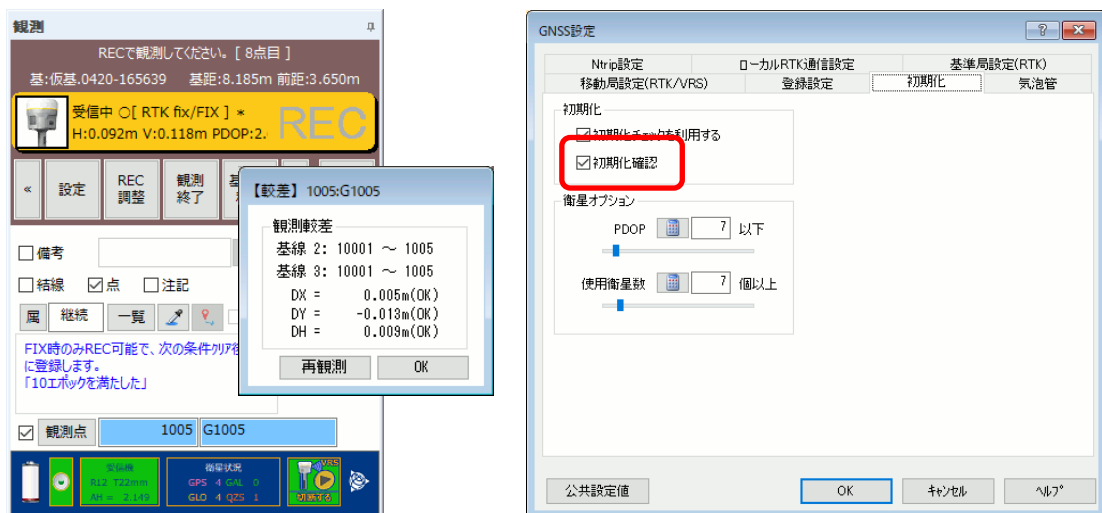 観測
RECで観測してください。[ 8点目 ]
基:仮基.0420-165639 基距:8.185m 前距:3.650m
受信中 ○[ RTK fix/FIX ] *
H:0.092m V:0.118m PDOP:2.
REC
«
設定
REC
調整
観測
終了
備考
結線 点 注記
属 継続 一覧
FIX時のみREC可能で、次の条件クリア
に登録します。
「10エポックを満たした」
観測点 1005 G1005
受信機
R12 T22mm
AH = 2.149
衛星状況
GPS 4 GAL 0
GLO 4 QZS 1
VRS
切断する
【較差】 1005:G1005
観測較差
基線 2: 10001 ～ 1005
基線 3: 10001 ～ 1005
DX = 0.005m(OK)
DY = -0.013m(OK)
DH = 0.009m(OK)
再観測 OK
GNSS設定
Ntrip設定 ローカルRTK通信設定 基準局設定(RTK)
移動局設定(RTK/VRS) 登録設定 初期化 気泡管
初期化
初期化チェックを利用する
初期化確認
衛星オプション
PDOP 7 以下
使用衛星数 7 個以上
公共設定値 OK キャンセル ヘルプ